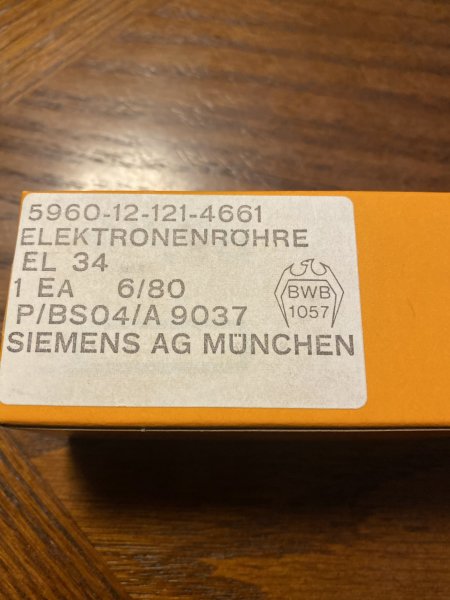 5960-12-121-4661
ELEKTRONENRÖHRE
EL 34
1 EA 6/80
P/BS04/A 9037
SIEMENS AG MÜNCHEN
BWB
1057